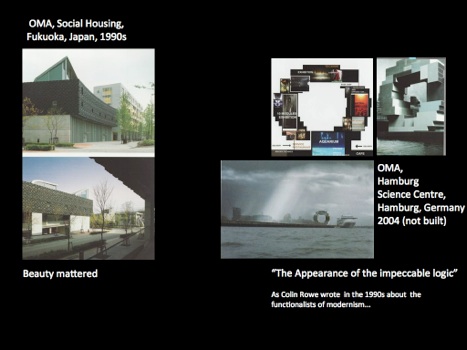 OMA, Social Housing,
Fukuoka, Japan, 1990s
AQUARIUM
OMA,
Hamburg
Science Centre,
Hamburg, Germany
2004 (not built)
Beauty mattered
“The Appearance of the impeccable logic”
As Colin Rowe wrote in the 1990s about the
functionalists of modernism...